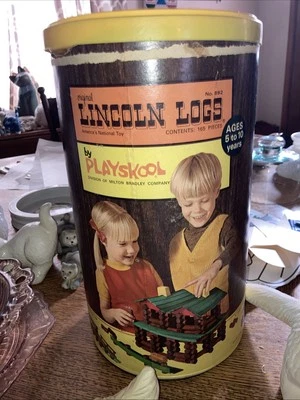 original
No. 892
LINCOLN LOGS
America's National Toy
CONTENTS: 165 PIECES
AGES
5 to 10
years
by
PLAYSKOOL
DIVISION OF MILTON BRADLEY COMPANY